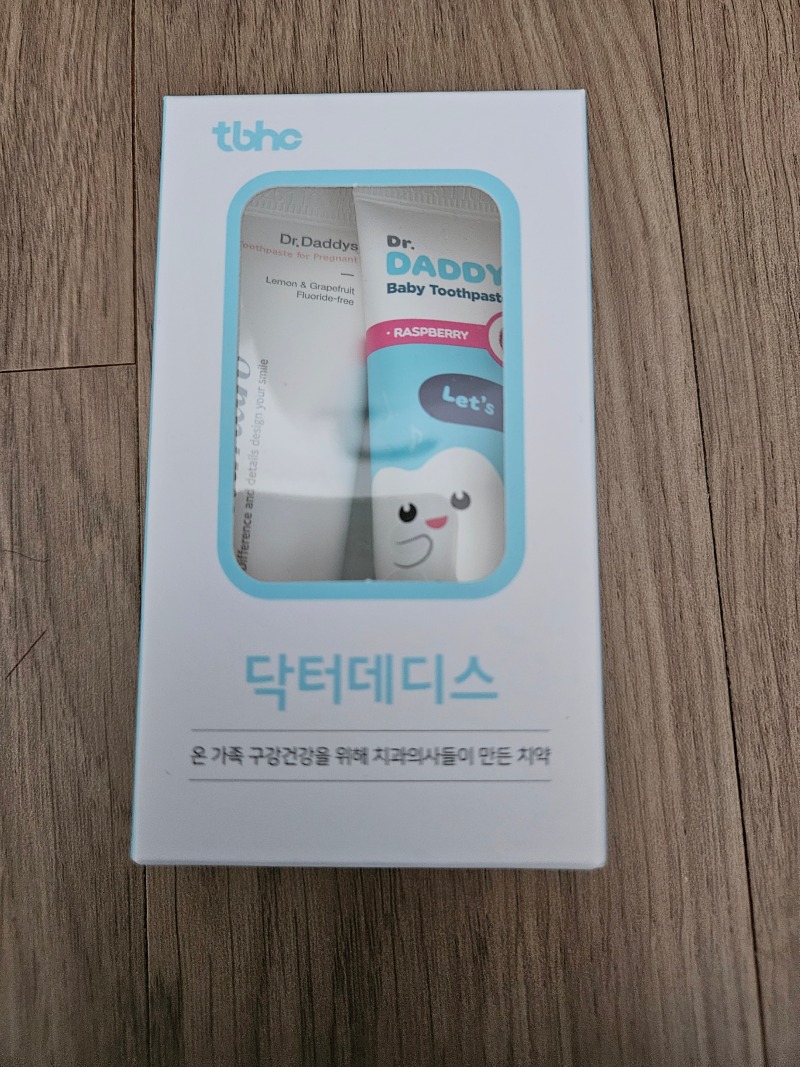 tbhc
Dr.Daddys
Toothpaste for Pregnant
Lemon & Grapefruit
Fluoride-free
Difference and details design your smile
Dr.
DADDY
Baby Toothpast
· RASPBERRY
Let's
닥터데디스
온 가족 구강건강을 위해 치과의사들이 만든 치약